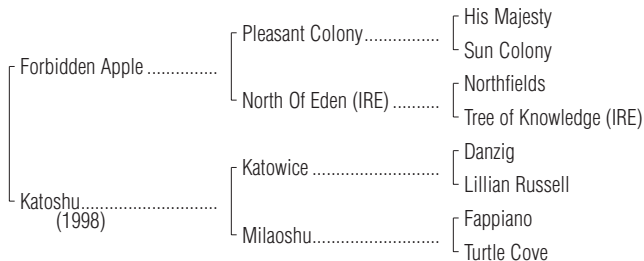 His Majesty
Pleasant Colony
Sun Colony
Forbidden Apple
Northfields
North Of Eden (IRE)
Tree of Knowledge (IRE)
Danzig
Katowice
Lillian Russell
Katoshu
(1998)
Fappiano
Milaoshu
Turtle Cove